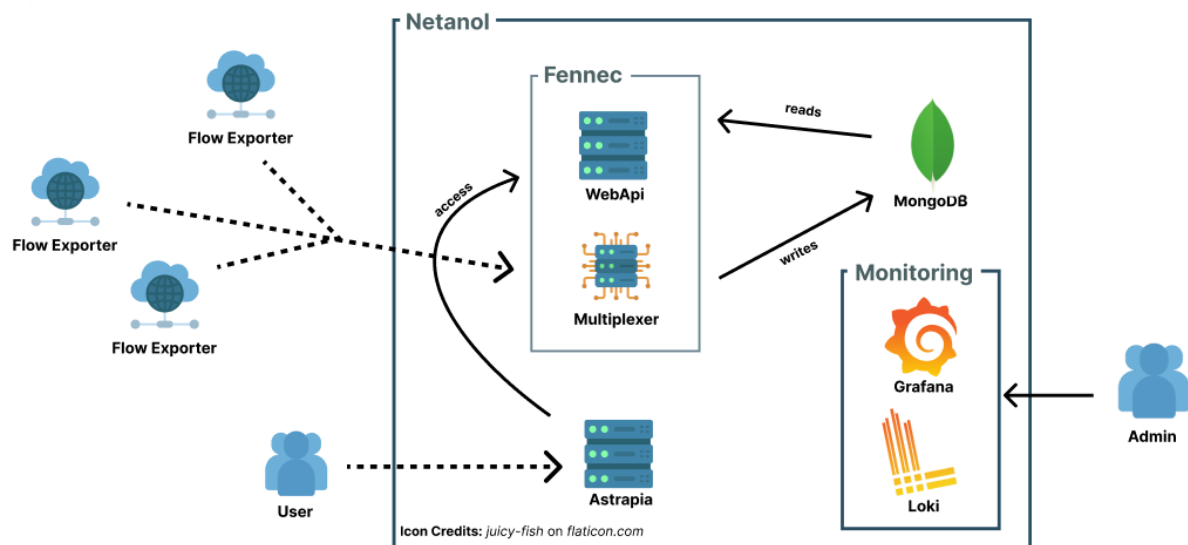 Netanol
Fennec
Flow Exporter
reads
WebApi
access
MongoDB
Flow Exporter
writes
Monitoring
Multiplexer
Flow Exporter
Grafana
Admin
Astrapia
Loki
User
Icon Credits: juicy-fish on flaticon.com